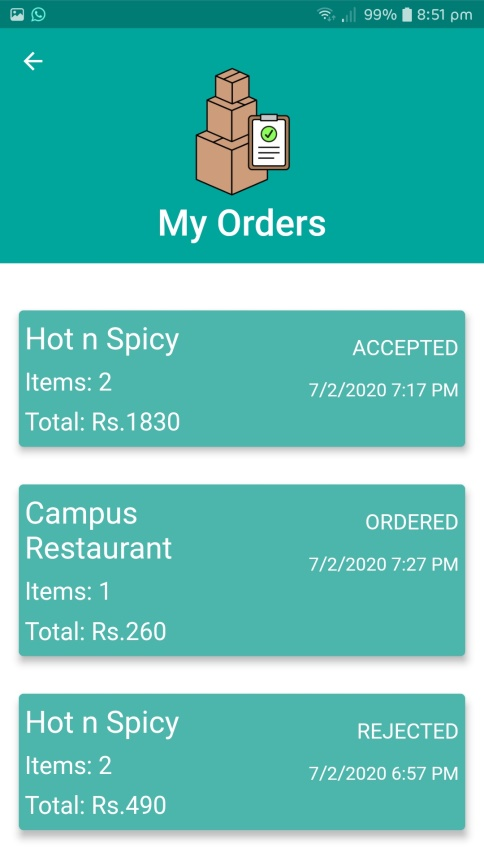 99% 8:51 pm
My Orders
Hot n Spicy
ACCEPTED
Items: 2
7/2/2020 7:17 PM
Total: Rs.1830
Campus
Restaurant
ORDERED
7/2/2020 7:27 PM
Items: 1
Total: Rs.260
Hot n Spicy
REJECTED
Items: 2
7/2/2020 6:57 PM
Total: Rs.490